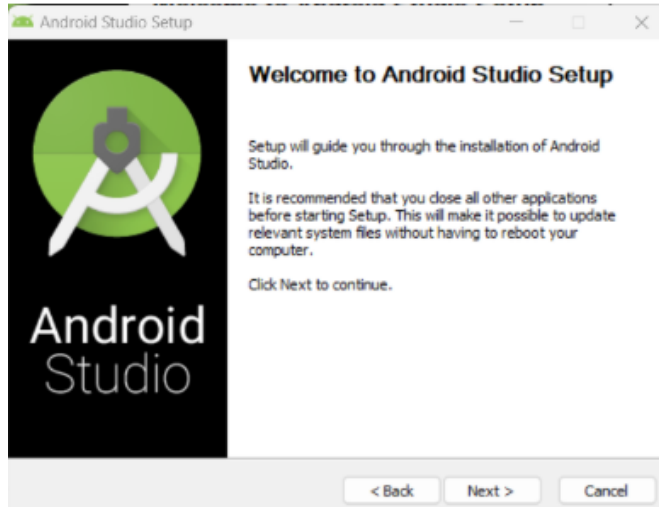 Android Studio Setup
Welcome to Android Studio Setup
Setup will guide you through the installation of Android
Studio.
It is recommended that you close all other applications
before starting Setup. This will make it possible to update
relevant system files without having to reboot your
computer.
Click Next to continue.
Android
Studio
< Back
Next >
Cancel